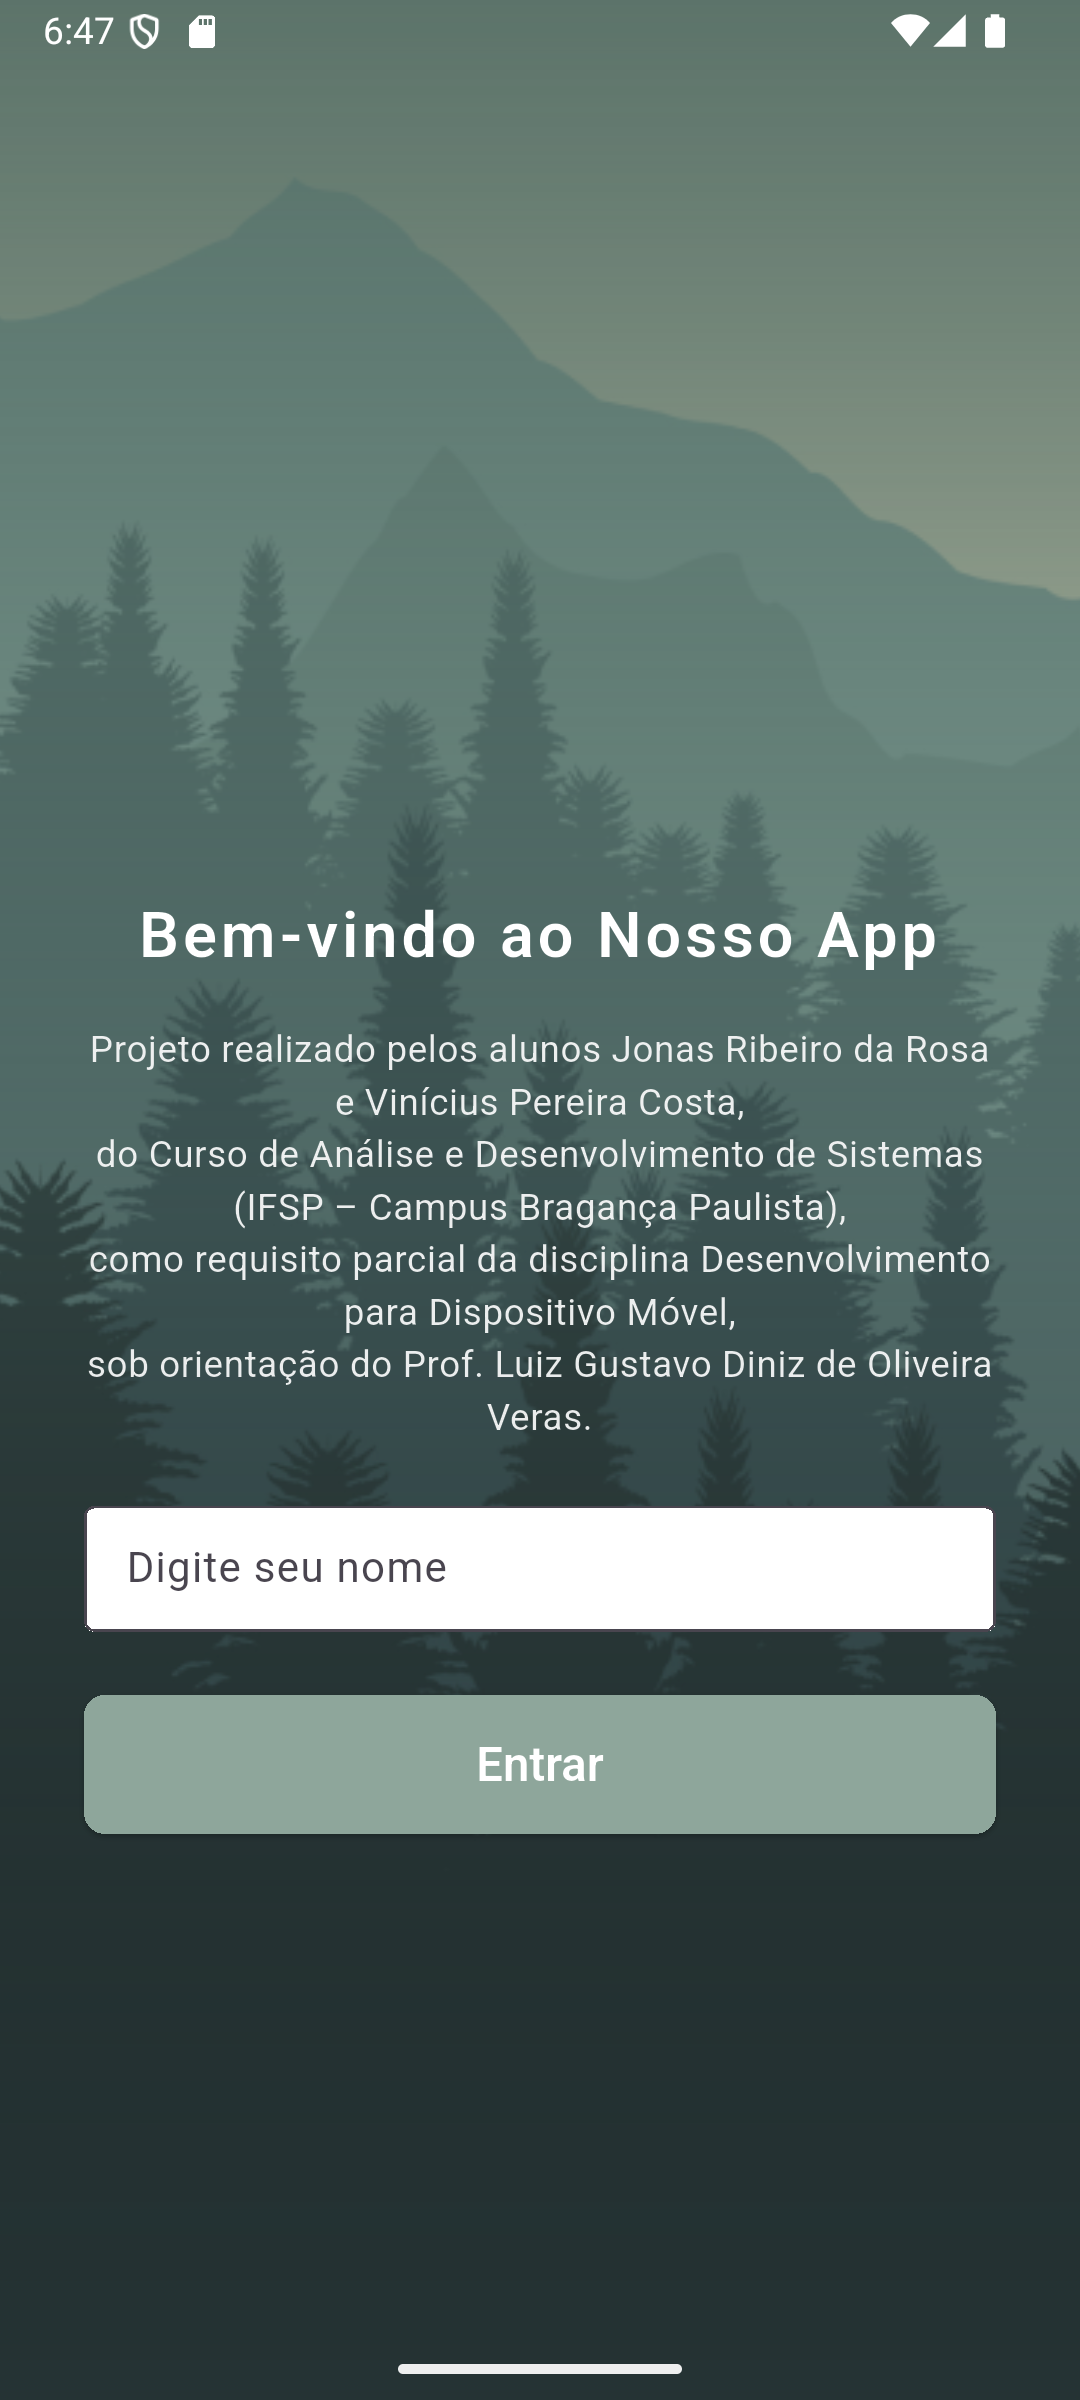 6:47
Bem-vindo ao Nosso App
Projeto realizado pelos alunos Jonas Ribeiro da Rosa
e Vinícius Pereira Costa,
do Curso de Análise e Desenvolvimento de Sistemas
(IFSP – Campus Bragança Paulista),
como requisito parcial da disciplina Desenvolvimento
para Dispositivo Móvel,
sob orientação do Prof. Luiz Gustavo Diniz de Oliveira
Veras.
Digite seu nome
Entrar